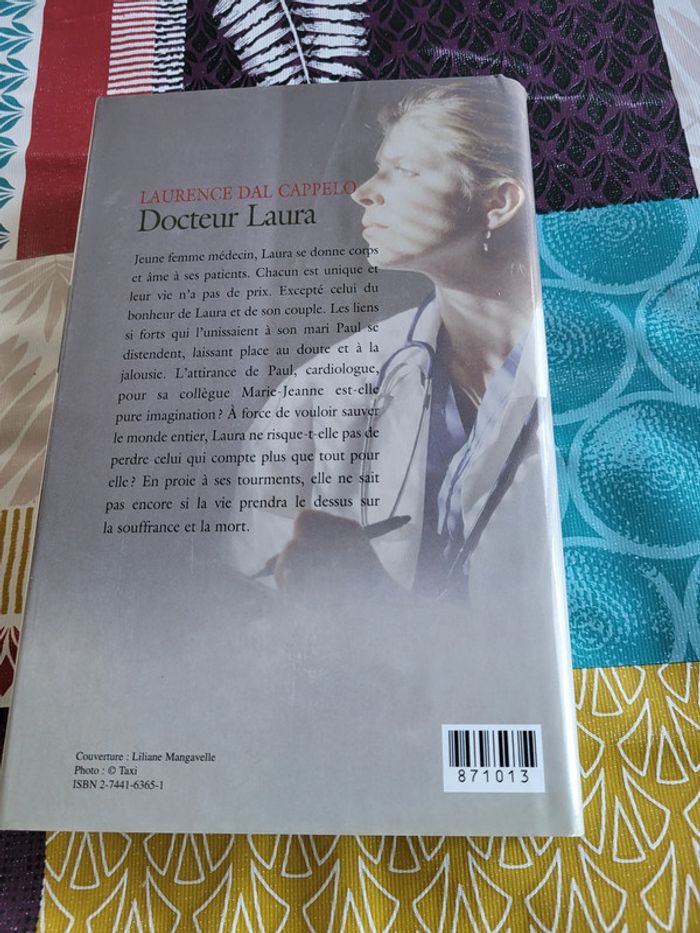 LAURENCE DAL CAPPELO
Docteur Laura
Jeune femme médecin, Laura se donne corps
et âme à ses patients. Chacun est unique et
leur vie n'a pas de prix. Excepté celui du
bonheur de Laura et de son couple. Les liens
si forts qui l'unissaient à son mari Paul se
distendent, laissant place au doute et à la
jalousie. L'attirance de Paul, cardiologue,
pour sa collègue Marie-Jeanne est-elle
pure imagination ? À force de vouloir sauver
le monde entier, Laura ne risque-t-elle pas de
perdre celui qui compte plus que tout pour
elle ? En proie à ses tourments, elle ne sait
pas encore si la vie prendra le dessus sur
la souffrance et la mort.
Couverture : Liliane Mangavelle
Photo : © Taxi
ISBN 2-7441-6365-1
871013